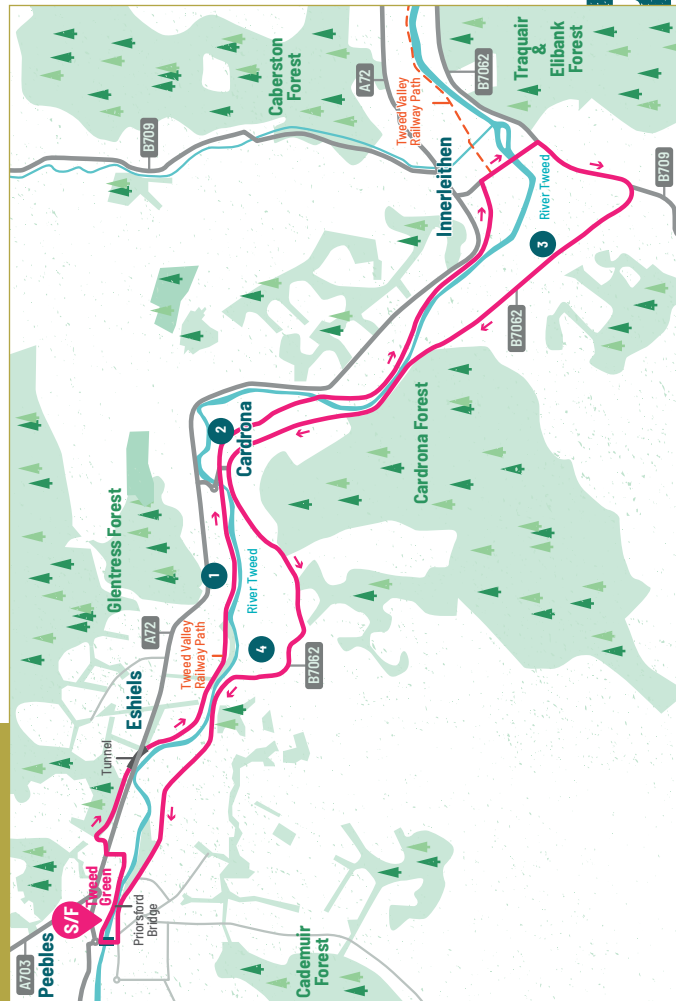 A703
Peebles
S/F
Tweed
Green
Priorsford
Bridge
Cademuir
Forest
Tunnel
Eshiels
A72
Glentress Forest
Tweed Valley
Railway Path
1
River Tweed
4
B7062
2
Cardrona
Cardrona Forest
B709
Caberston
Forest
A72
Tweed Valley
Railway Path
B7062
Traquair
&
Elibank
Forest
Innerleithen
River Tweed
3
B7062
B709